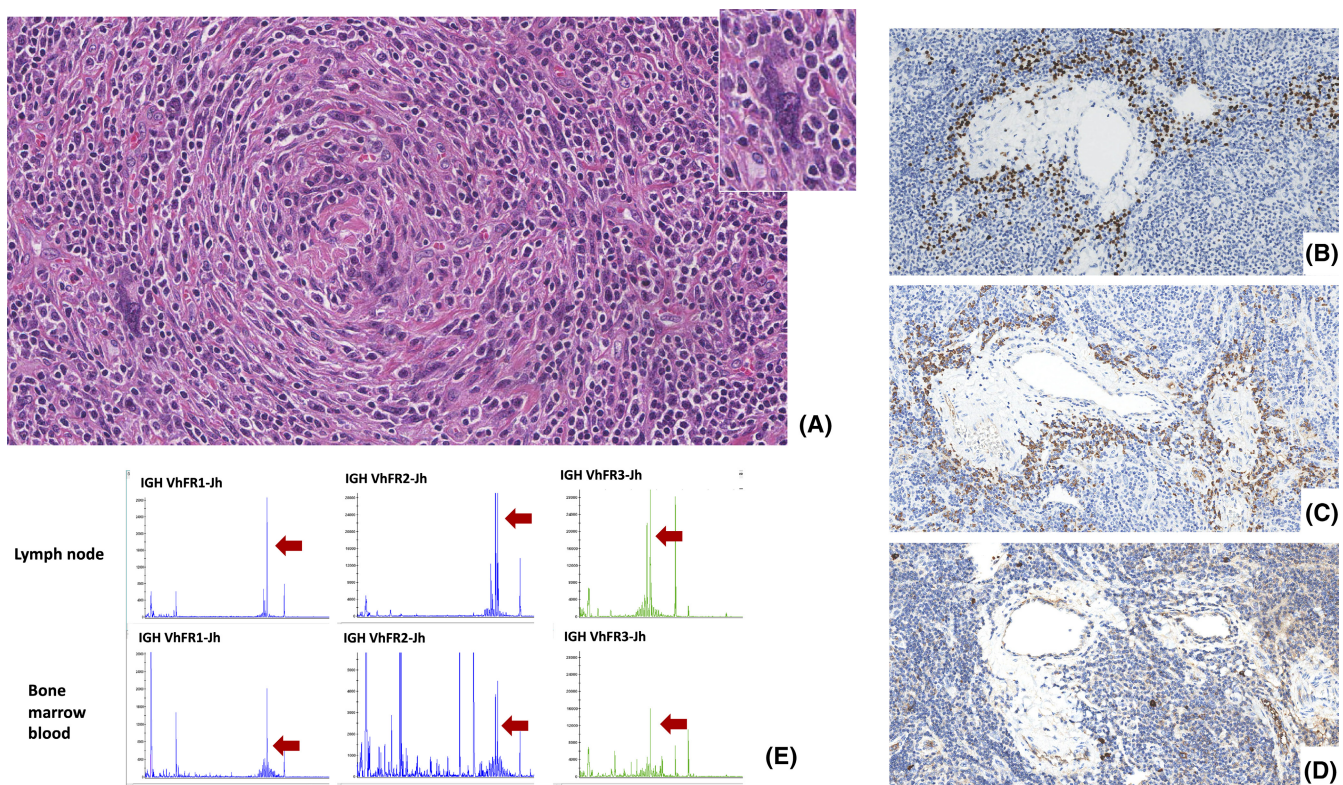 (A)
(B)
(C)
(D)
IGH VhFR1-Jh
IGH VhFR2-Jh
IGH VhFR3-Jh
Lymph node
IGH VhFR1-Jh
IGH VhFR2-Jh
IGH VhFR3-Jh
Bone
marrow
blood
(E)